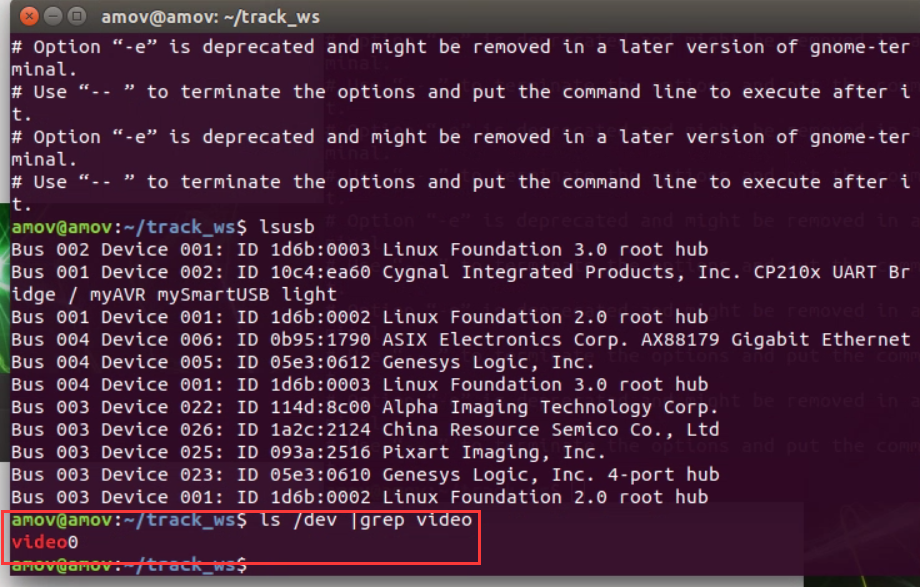 amov@amov: ~/track_ws
# Option “-e” is deprecated and might be removed in a later version of gnome-ter
minal.
# Use “-- ” to terminate the options and put the command line to execute after i
t.
# Option “-e” is deprecated and might be removed in a later version of gnome-ter
minal.
# Use “-- ” to terminate the options and put the command line to execute after i
t.
amov@amov:~/track_ws$ lsusb
Bus 002 Device 001: ID 1d6b:0003 Linux Foundation 3.0 root hub
Bus 001 Device 002: ID 10c4:ea60 Cygnal Integrated Products, Inc. CP210x UART Br
idge / myAVR mySmartUSB light
Bus 001 Device 001: ID 1d6b:0002 Linux Foundation 2.0 root hub
Bus 004 Device 006: ID 0b95:1790 ASIX Electronics Corp. AX88179 Gigabit Ethernet
Bus 004 Device 005: ID 05e3:0612 Genesys Logic, Inc.
Bus 004 Device 001: ID 1d6b:0003 Linux Foundation 3.0 root hub
Bus 003 Device 022: ID 114d:8c00 Alpha Imaging Technology Corp.
Bus 003 Device 026: ID 1a2c:2124 China Resource Semico Co., Ltd
Bus 003 Device 025: ID 093a:2516 Pixart Imaging, Inc.
Bus 003 Device 023: ID 05e3:0610 Genesys Logic, Inc. 4-port hub
Bus 003 Device 001: ID 1d6b:0002 Linux Foundation 2.0 root hub
amov@amov:~/track_ws$ ls /dev |grep video
video0
amov@amov:~/track_ws$